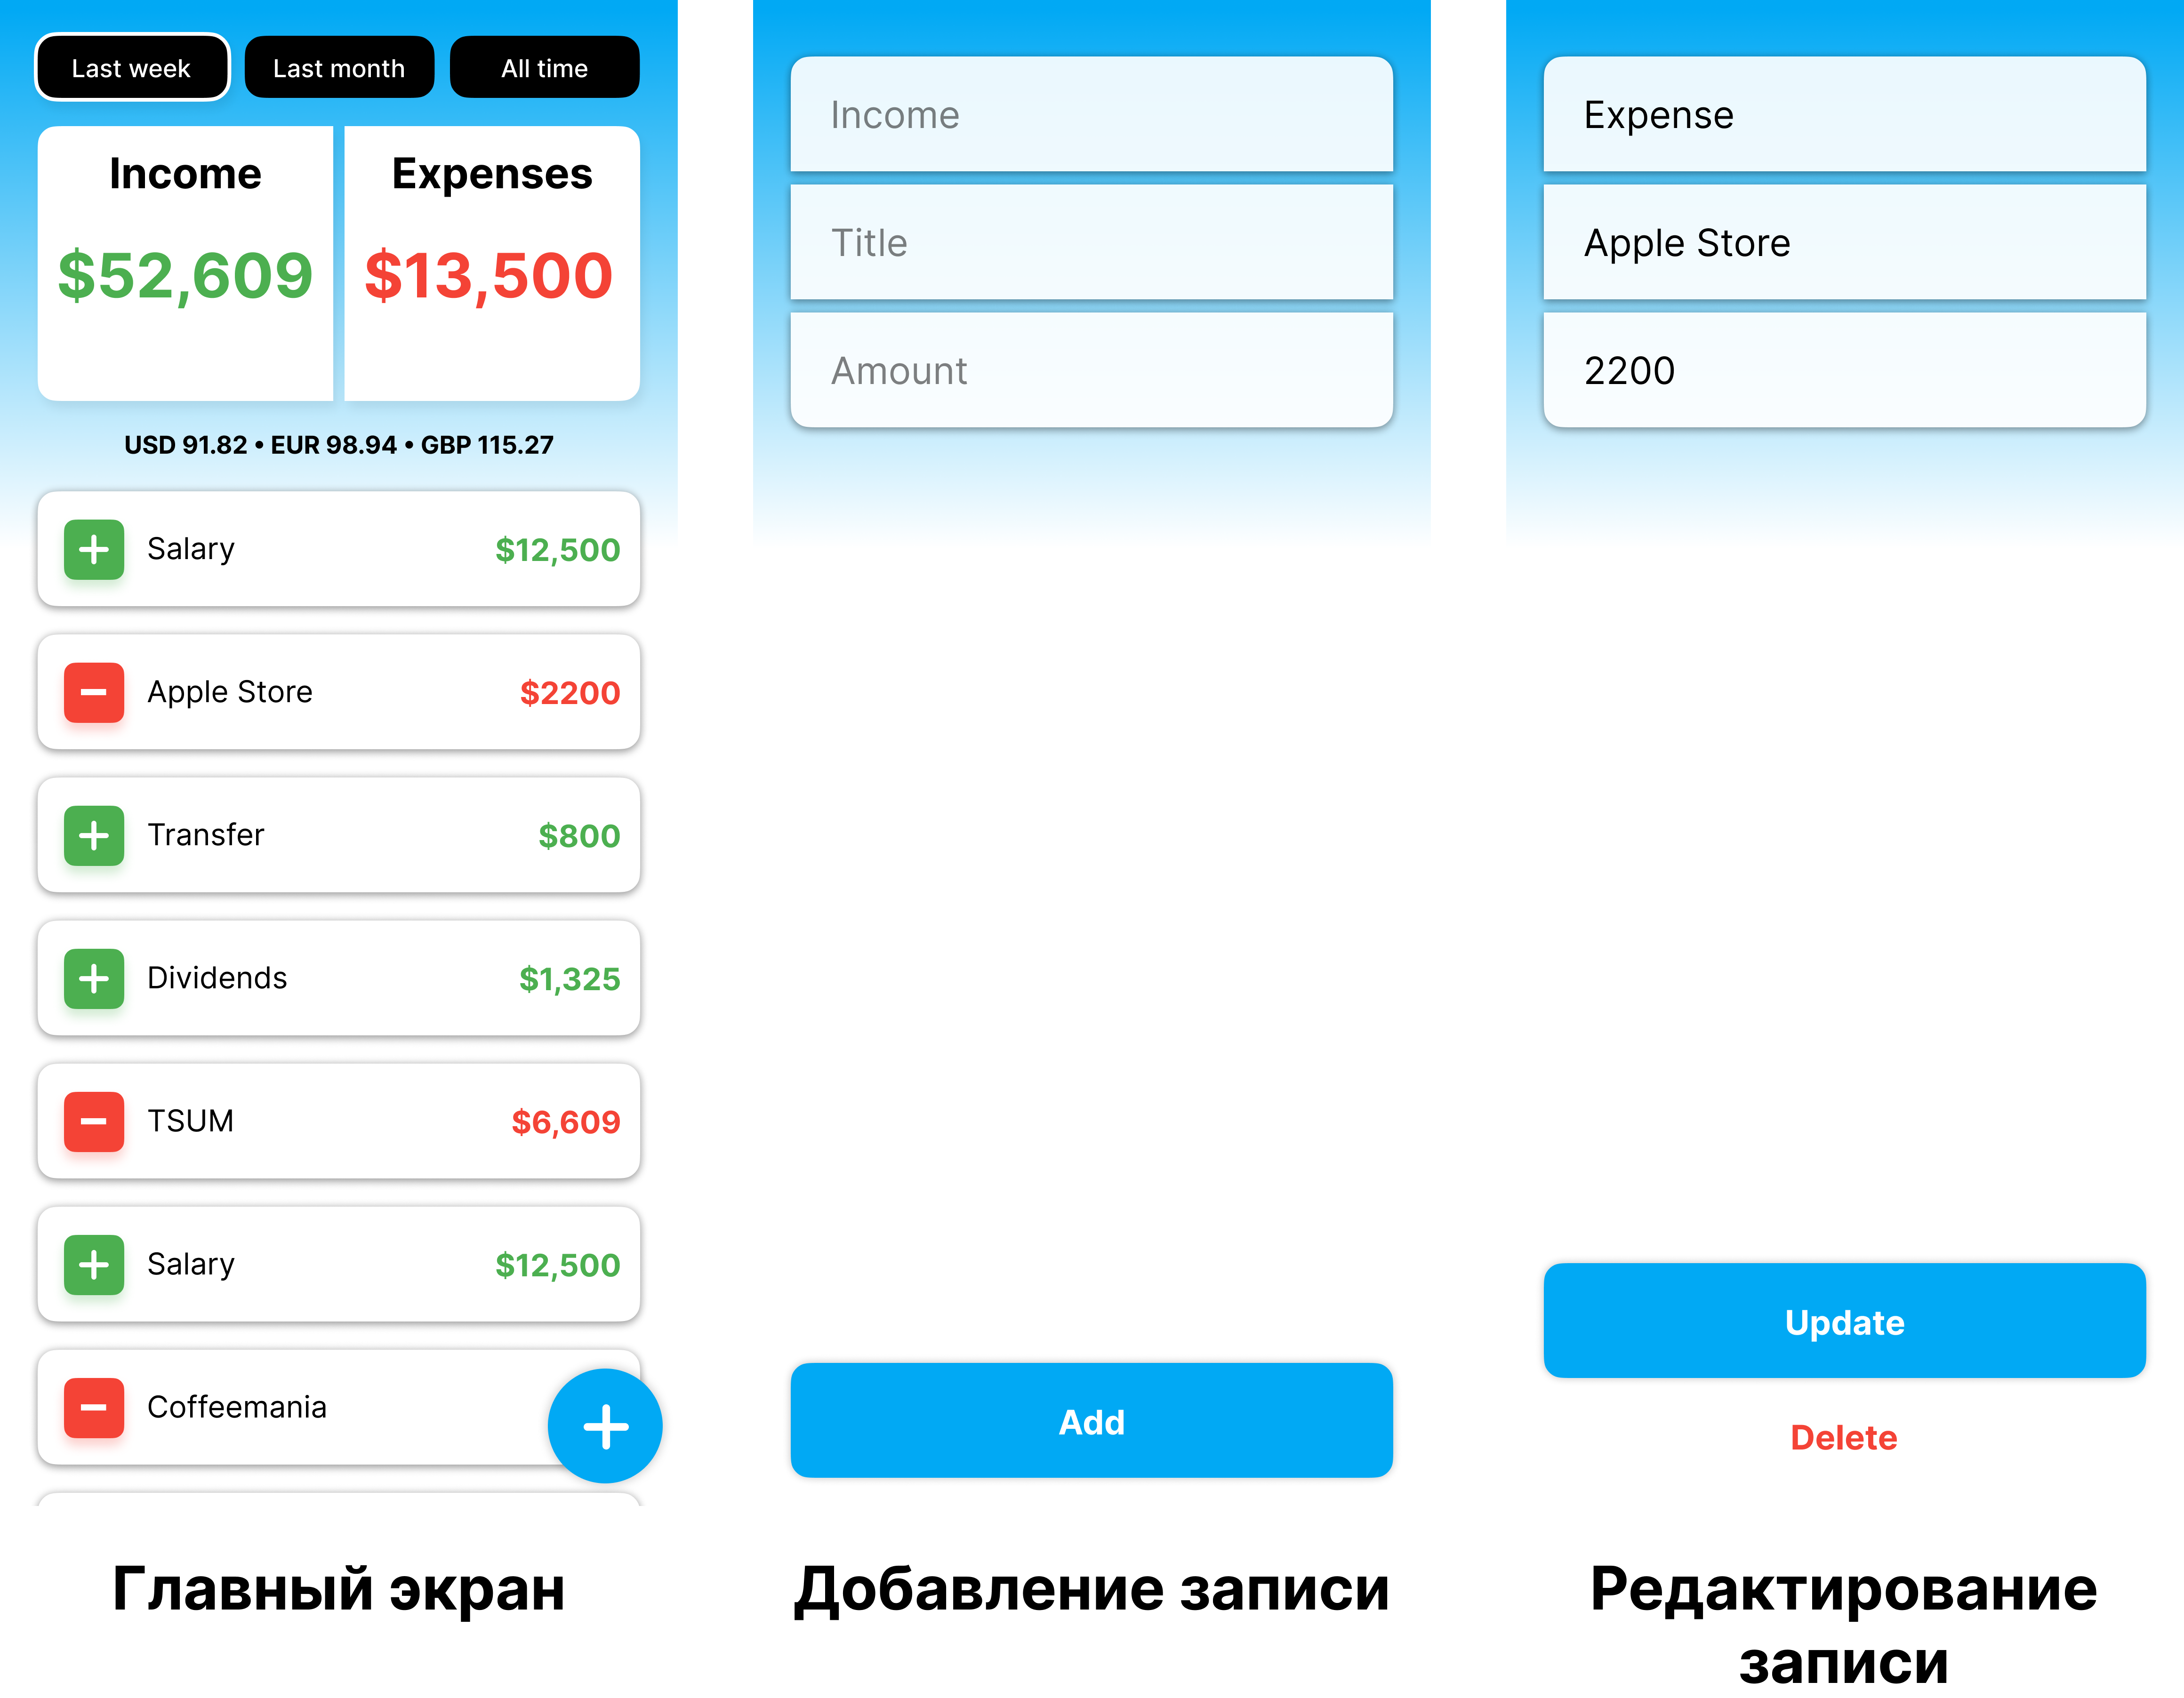 Last week
Last month
All time
Income
Expenses
$52,609
$13,500
USD 91.82 • EUR 98.94 • GBP 115.27
Salary
$12,500
Apple Store
$2200
Transfer
$800
Dividends
$1,325
TSUM
$6,609
Salary
$12,500
Coffeemania
Главный экран
Income
Title
Amount
Add
Добавление записи
Expense
Apple Store
2200
Update
Delete
Редактирование
записи